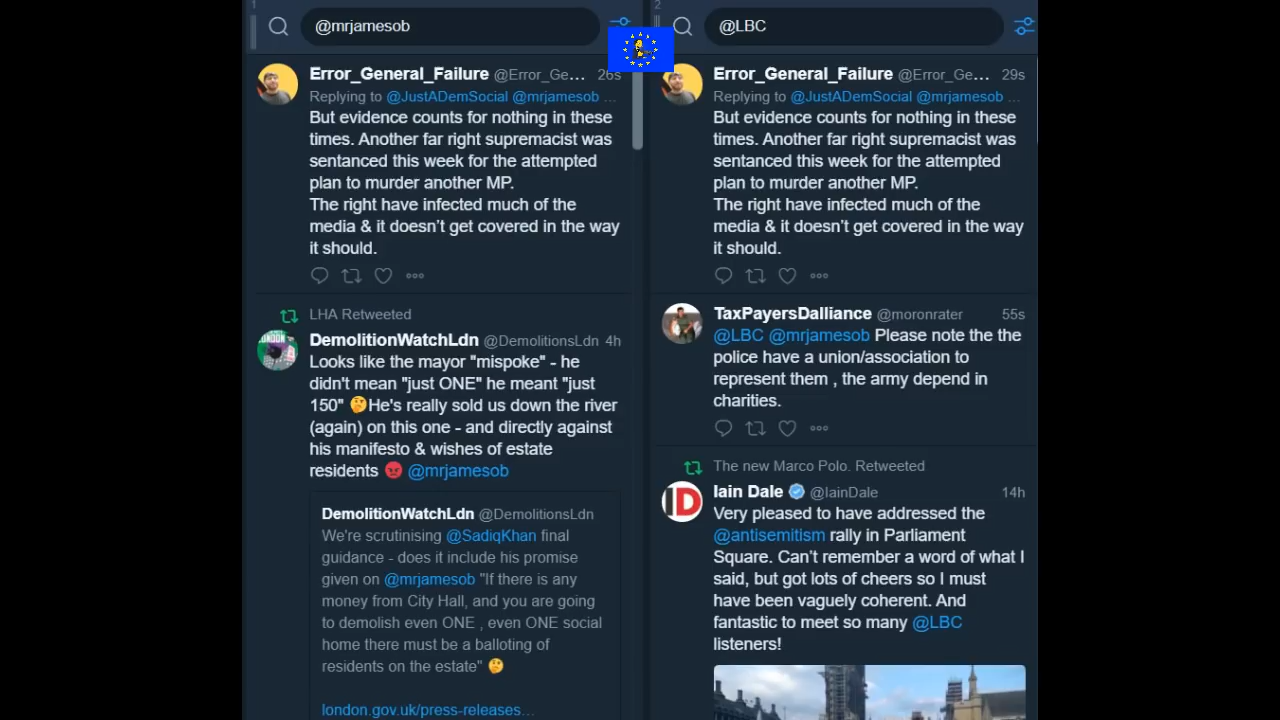 1
@mrjamesob
Error_General_Failure @Error_Ge... 26s
Replying to @JustADemSocial @mrjamesob ...
But evidence counts for nothing in these
times. Another far right supremacist was
sentanced this week for the attempted
plan to murder another MP.
The right have infected much of the
media & it doesn't get covered in the way
it should.
LHA Retweeted
DemolitionWatchLdn @DemolitionsLdn 4h
Looks like the mayor "mispoke" - he
didn't mean "just ONE" he meant "just
150" 🤔He's really sold us down the river
(again) on this one - and directly against
his manifesto & wishes of estate
residents 😡 @mrjamesob
DemolitionWatchLdn @DemolitionsLdn
We're scrutinising @SadiqKhan final
guidance - does it include his promise
given on @mrjamesob "If there is any
money from City Hall, and you are going
to demolish even ONE , even ONE social
home there must be a balloting of
residents on the estate" 🤔
london.gov.uk/press-releases...
2
@LBC
Error_General_Failure @Error_Ge... 29s
Replying to @JustADemSocial @mrjamesob ...
But evidence counts for nothing in these
times. Another far right supremacist was
sentanced this week for the attempted
plan to murder another MP.
The right have infected much of the
media & it doesn't get covered in the way
it should.
TaxPayersDalliance @moronrater 55s
@LBC @mrjamesob Please note the the
police have a union/association to
represent them , the army depend in
charities.
The new Marco Polo. Retweeted
ID
Iain Dale @IainDale 14h
Very pleased to have addressed the
@antisemitism rally in Parliament
Square. Can't remember a word of what I
said, but got lots of cheers so I must
have been vaguely coherent. And
fantastic to meet so many @LBC
listeners!